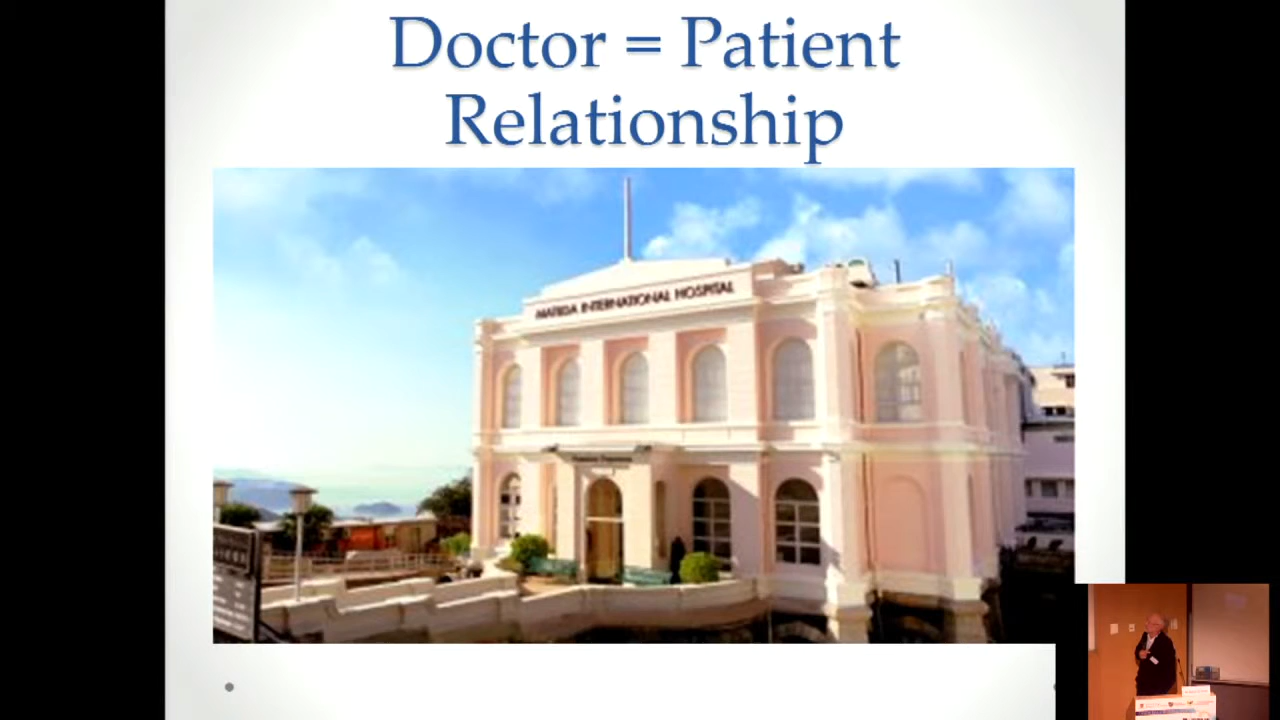 Doctor = Patient
Relationship
MATILDA INTERNATIONAL HOSPITAL